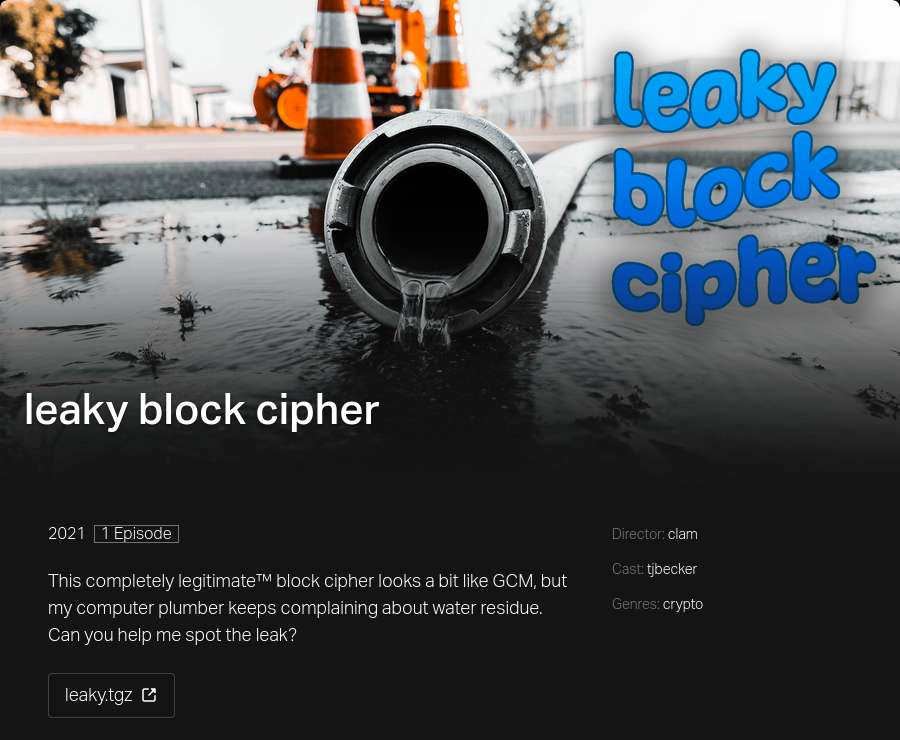 leaky
block
cipher
leaky block cipher
2021 1 Episode
This completely legitimate™ block cipher looks a bit like GCM, but
my computer plumber keeps complaining about water residue.
Can you help me spot the leak?
leaky.tgz
Director: clam
Cast: tjbecker
Genres: crypto